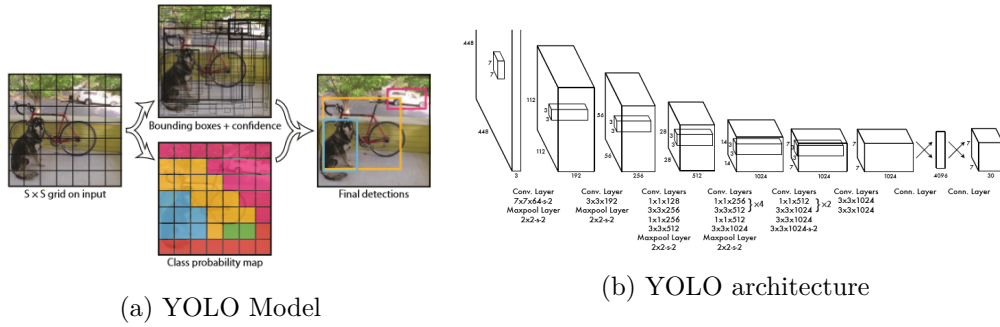 S × S grid on input
Bounding boxes + confidence
Class probability map
Final detections
(a) YOLO Model
448
448
7
7
3
112
112
3
3
192
56
56
3
3
256
28
28
3
3
512
14
14
3
3
1024
7
7
3
3
1024
7
7
1024
4096
7
7
30
Conv. Layer
7x7x64-s-2
Maxpool Layer
2x2-s-2
Conv. Layer
3x3x192
Maxpool Layer
2x2-s-2
Conv. Layers
1x1x128
3x3x256
1x1x256
3x3x512
Maxpool Layer
2x2-s-2
Conv. Layers
1x1x256
3x3x512
} ×4
1x1x512
3x3x1024
Maxpool Layer
2x2-s-2
Conv. Layers
1x1x512
3x3x1024
} ×2
3x3x1024
3x3x1024-s-2
Conv. Layers
3x3x1024
3x3x1024
Conn. Layer
Conn. Layer
(b) YOLO architecture